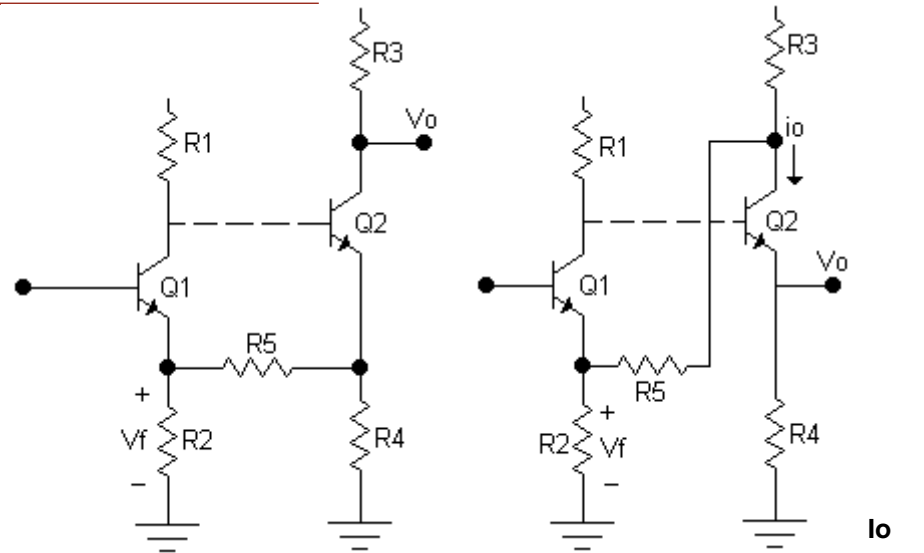 R3
Vo
R1
Q2
Q1
R5
+
Vf
R2
−
R4
R3
io
R1
Q2
Vo
Q1
R5
+
R2
Vf
−
R4
Io